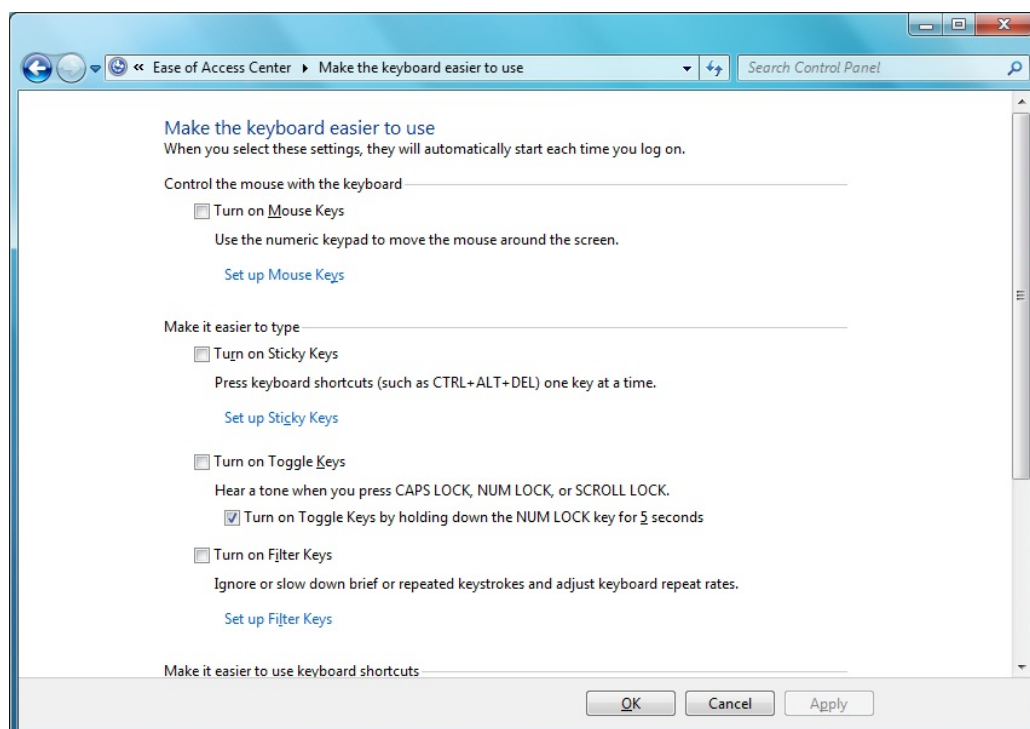 « Ease of Access Center ▸ Make the keyboard easier to use
Search Control Panel
Make the keyboard easier to use
When you select these settings, they will automatically start each time you log on.
Control the mouse with the keyboard
Turn on Mouse Keys
Use the numeric keypad to move the mouse around the screen.
Set up Mouse Keys
Make it easier to type
Turn on Sticky Keys
Press keyboard shortcuts (such as CTRL+ALT+DEL) one key at a time.
Set up Sticky Keys
Turn on Toggle Keys
Hear a tone when you press CAPS LOCK, NUM LOCK, or SCROLL LOCK.
Turn on Toggle Keys by holding down the NUM LOCK key for 5 seconds
Turn on Filter Keys
Ignore or slow down brief or repeated keystrokes and adjust keyboard repeat rates.
Set up Filter Keys
Make it easier to use keyboard shortcuts
OK Cancel Apply